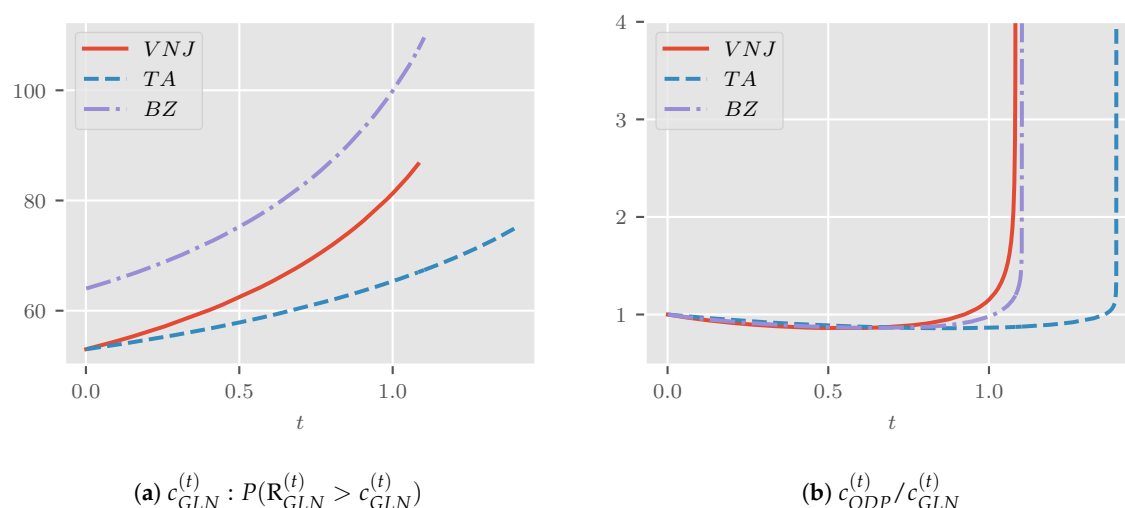 VNJ
TA
BZ
100
80
60
0.0 0.5 1.0
t
(a) c_{GLN}^{(t)} : P(R_{GLN}^{(t)} > c_{GLN}^{(t)})
VNJ
TA
BZ
4
3
2
1
0.0 0.5 1.0
t
(b) c_{ODP}^{(t)}/c_{GLN}^{(t)}